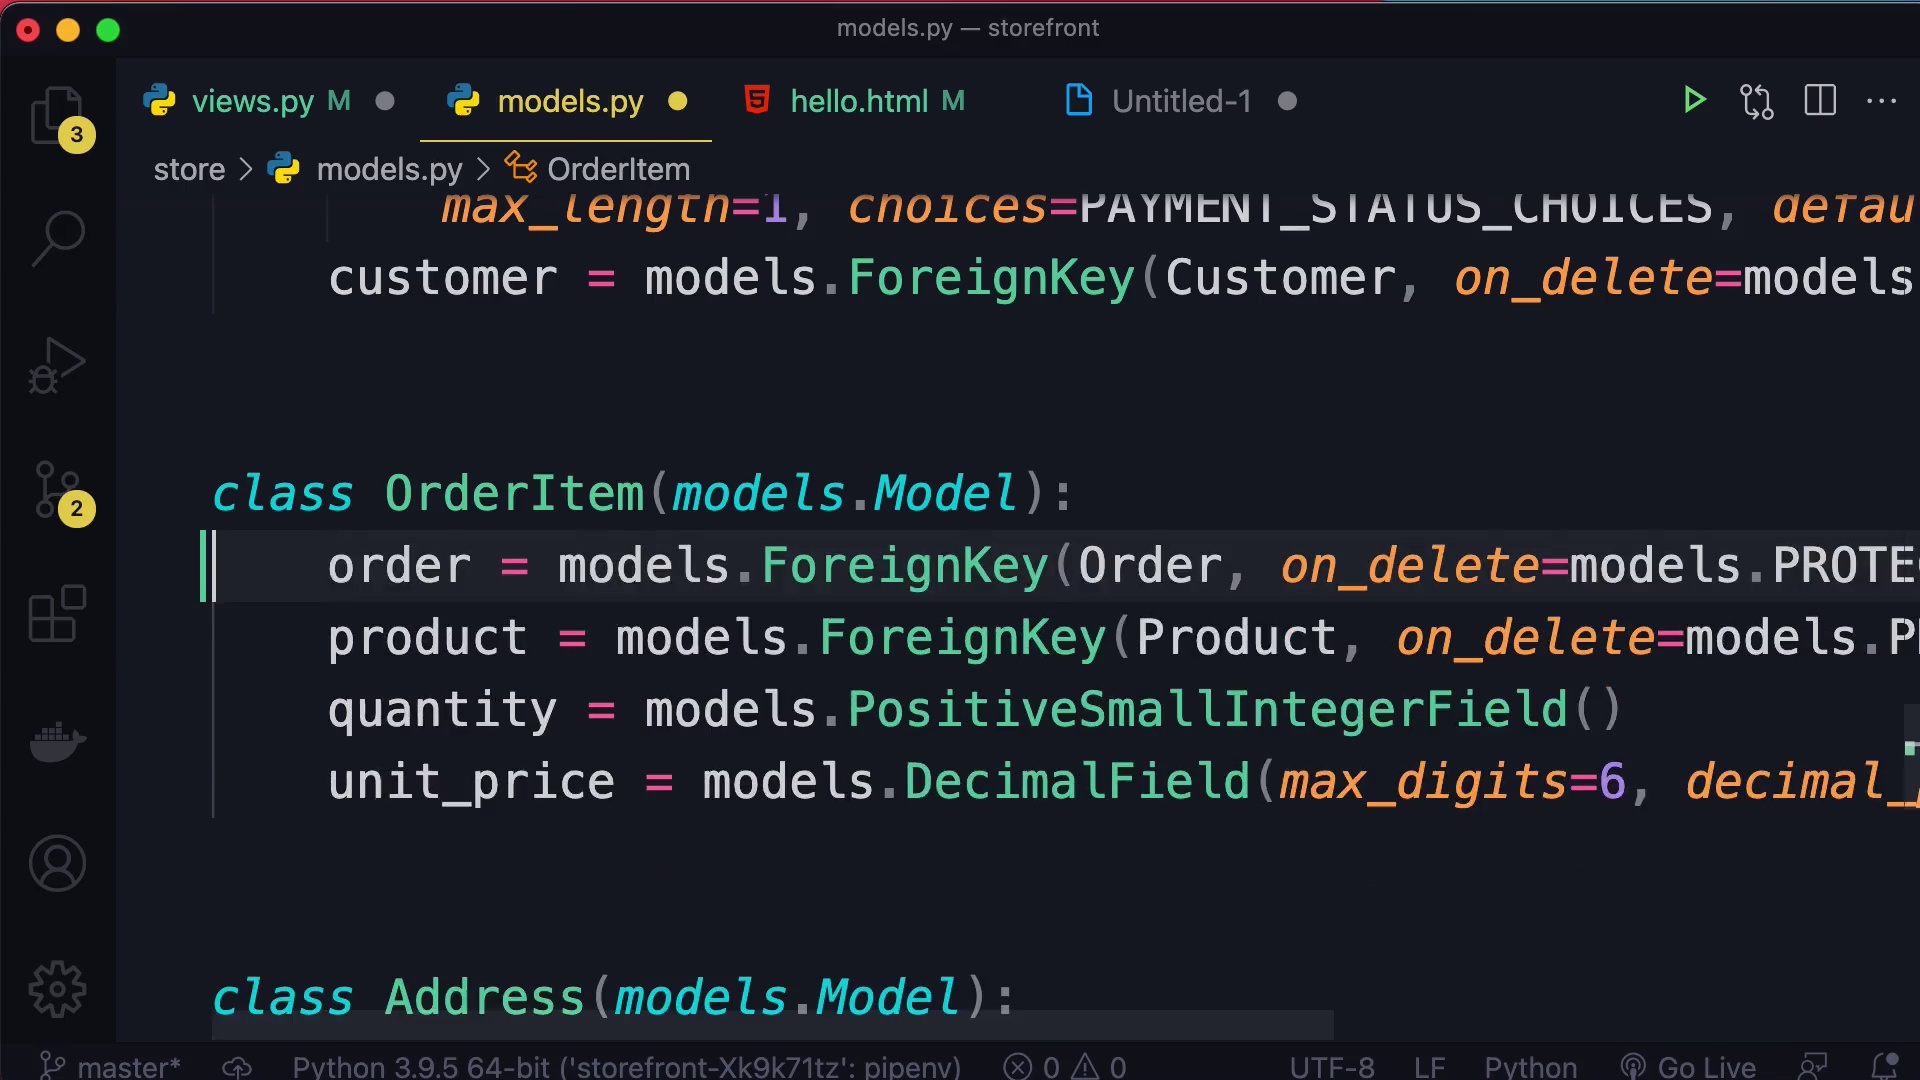 models.py — storefront
views.py M
models.py
hello.html M
Untitled-1
3
store > models.py > OrderItem
max_length=1, choices=PAYMENT_STATUS_CHOICES, defau
customer = models.ForeignKey(Customer, on_delete=models
class OrderItem(models.Model):
order = models.ForeignKey(Order, on_delete=models.PROTE
2
product = models.ForeignKey(Product, on_delete=models.P
quantity = models.PositiveSmallIntegerField()
unit_price = models.DecimalField(max_digits=6, decimal_
class Address(models.Model):
master* Python 3.9.5 64-bit ('storefront-Xk9k71tz': pipenv) 0 0 UTF-8 LF Python Go Live